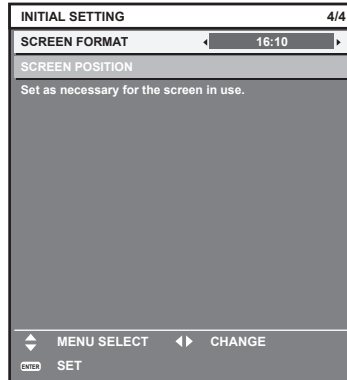 INITIAL SETTING 4/4
SCREEN FORMAT 16:10
SCREEN POSITION
Set as necessary for the screen in use.
MENU SELECT CHANGE
ENTER SET